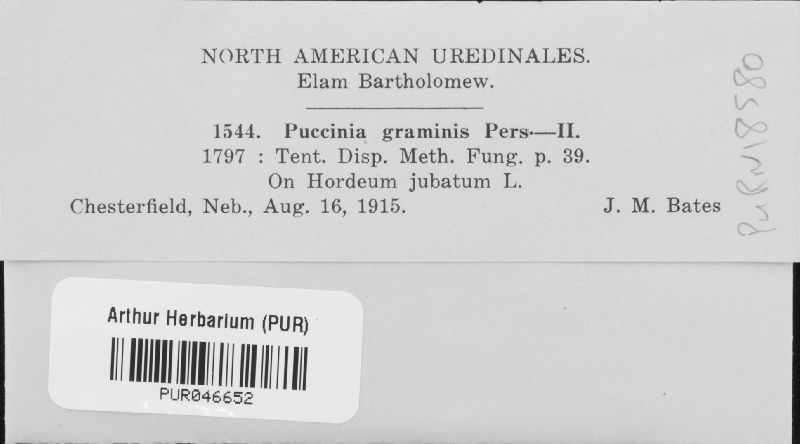 NORTH AMERICAN UREDINALES.
Elam Bartholomew.
1544. Puccinia graminis Pers.—II.
1797 : Tent. Disp. Meth. Fung. p. 39.
On Hordeum jubatum L.
Chesterfield, Neb., Aug. 16, 1915. J. M. Bates
PURN18580
Arthur Herbarium (PUR)
PUR046652